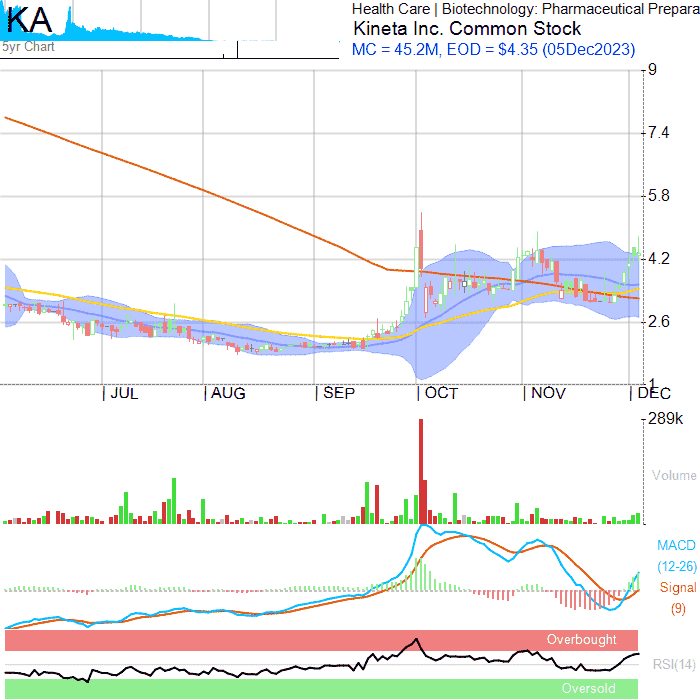 KA
5yr Chart
Health Care | Biotechnology: Pharmaceutical Prepara
Kineta Inc. Common Stock
MC = 45.2M, EOD = $4.35 (05Dec2023)
9
7.4
5.8
4.2
2.6
1
JUL AUG SEP OCT NOV DEC
289k
Volume
MACD
(12-26)
Signal
(9)
Overbought
RSI(14)
Oversold